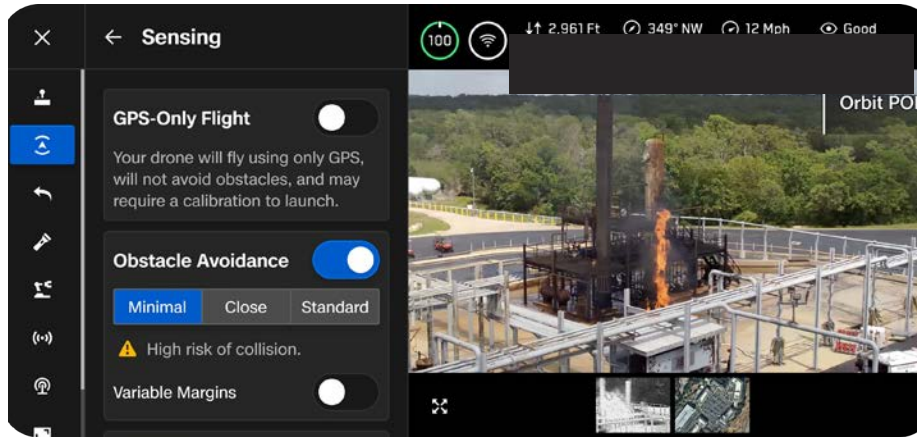 Sensing
GPS-Only Flight
Your drone will fly using only GPS,
will not avoid obstacles, and may
require a calibration to launch.
Obstacle Avoidance
Minimal Close Standard
High risk of collision.
Variable Margins
100 2,961 Ft 349° NW 12 Mph Good
Orbit PO